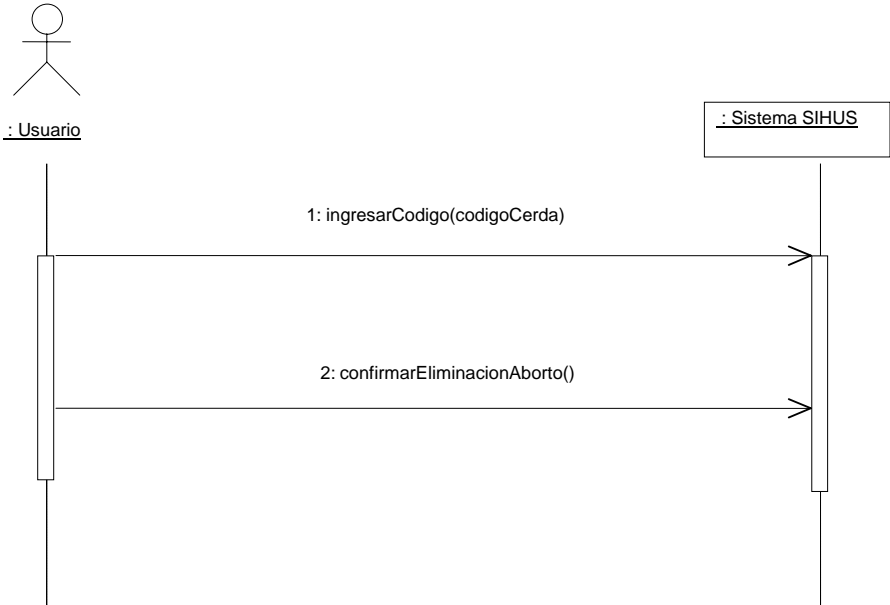 : Usuario
: Sistema SIHUS
1: ingresarCodigo(codigoCerda)
2: confirmarEliminacionAborto()